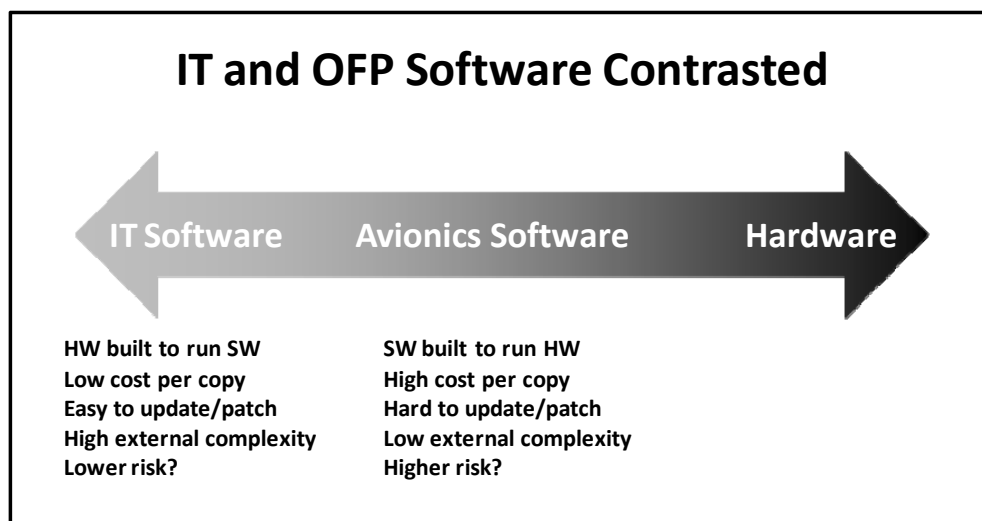 IT and OFP Software Contrasted
IT Software
Avionics Software
Hardware
HW built to run SW
Low cost per copy
Easy to update/patch
High external complexity
Lower risk?
SW built to run HW
High cost per copy
Hard to update/patch
Low external complexity
Higher risk?